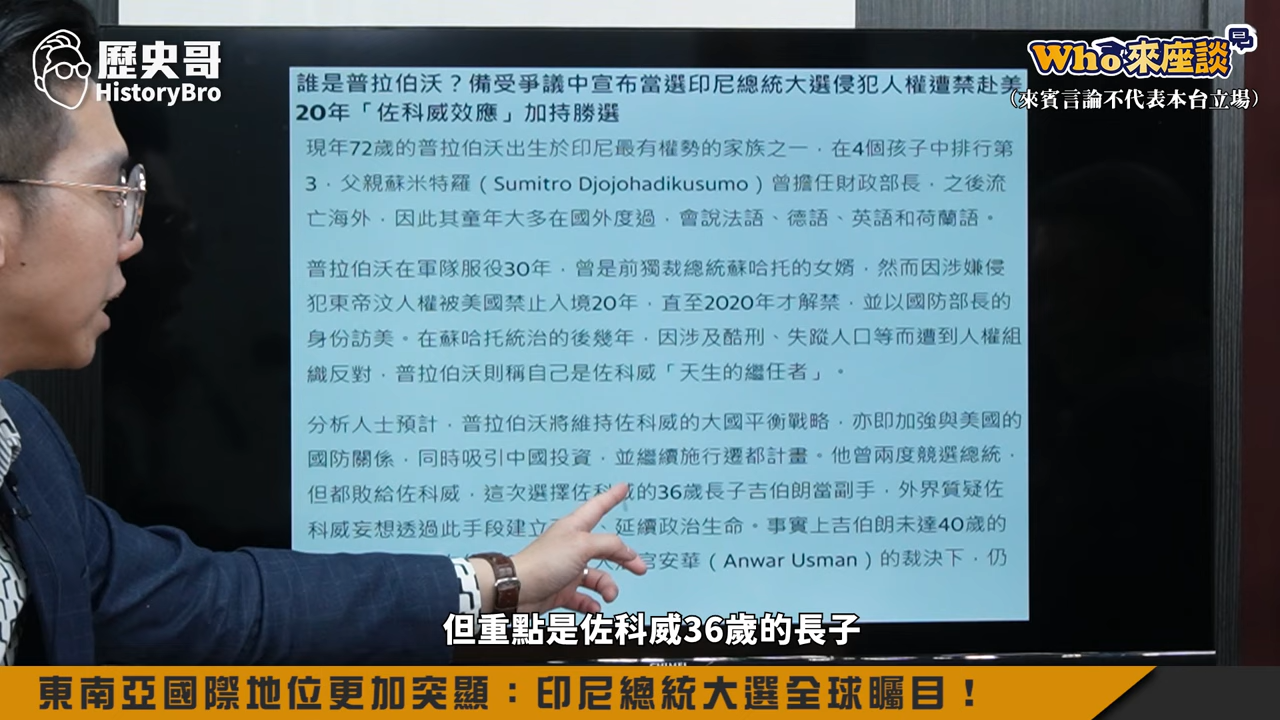 歷史哥
HistoryBro
Who來座談
(來賓言論不代表本台立場)
誰是普拉伯沃？備受爭議中宣布當選印尼總統大選侵犯人權遭禁赴美
20年「佐科威效應」加持勝選
現年72歲的普拉伯沃出生於印尼最有權勢的家族之一，在4個孩子中排行第
3，父親蘇米特羅（Sumitro Djojohadikusumo）曾擔任財政部長，之後流
亡海外，因此其童年大多在國外度過，會說法語、德語、英語和荷蘭語。
普拉伯沃在軍隊服役30年，曾是前獨裁總統蘇哈托的女婿，然而因涉嫌侵
犯東帝汶人權被美國禁止入境20年，直至2020年才解禁，並以國防部長的
身份訪美。在蘇哈托統治的後幾年，因涉及酷刑、失蹤人口等而遭到人權組
織反對，普拉伯沃則稱自己是佐科威「天生的繼任者」。
分析人士預計，普拉伯沃將維持佐科威的大國平衡戰略，亦即加強與美國的
國防關係，同時吸引中國投資，並繼續施行遷都計畫。他曾兩度競選總統，
但都敗給佐科威，這次選擇佐科威的36歲長子吉伯朗當副手，外界質疑佐
科威妄想透過此手段建立、延續政治生命。事實上吉伯朗未達40歲的
官安華（Anwar Usman）的裁決下，仍
但重點是佐科威36歲的長子
東南亞國際地位更加突顯：印尼總統大選全球矚目！